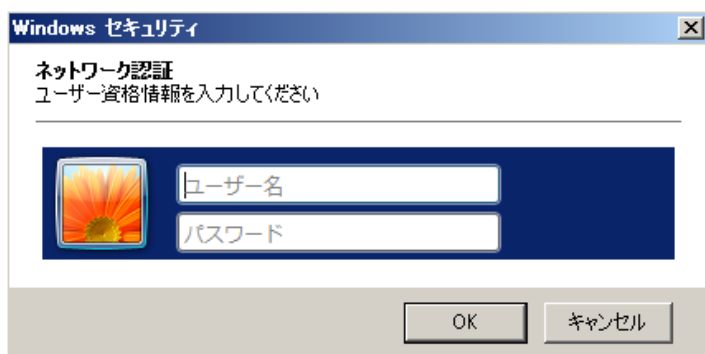 Windows セキュリティ
ネットワーク認証
ユーザー資格情報を入力してください
ユーザー名
パスワード
OK
キャンセル